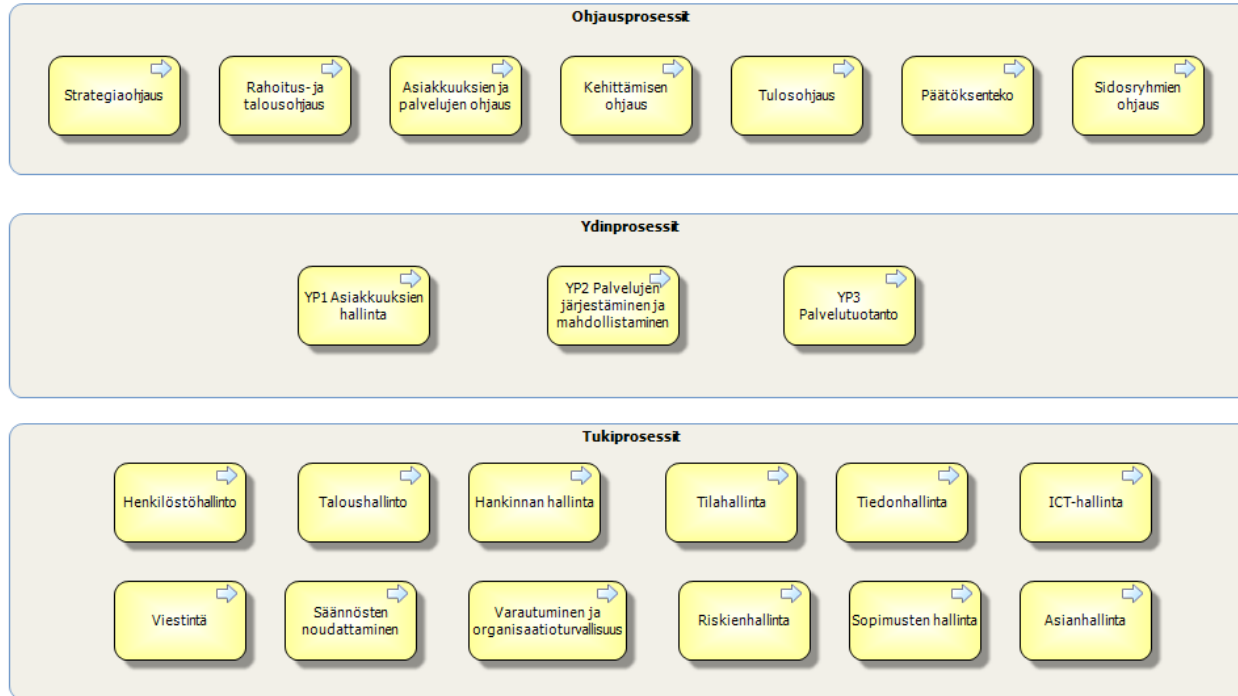 Ohjausprosessit
Strategiaohjaus
Rahoitus-ja
talousohjaus
Asiakkuuksien ja
palvelujen ohjaus
Kehittämisen
ohjaus
Tulosohjaus
Päätöksenteko
Sidosryhmien
ohjaus
Ydinprosessit
YP1 Asiakkuuksien
hallinta
YP2 Palvelujen
järjestäminen ja
mahdollistaminen
YP3
Palvelutuotanto
Tukiprosessit
Henkilöstöhallinto
Taloushallinto
Hankinnan hallinta
Tilahallinta
Tiedonhallinta
ICT-hallinta
Viestintä
Säännösten
noudattaminen
Varautuminen ja
organisaatioturvallisuus
Riskienhallinta
Sopimusten hallinta
Asianhallinta